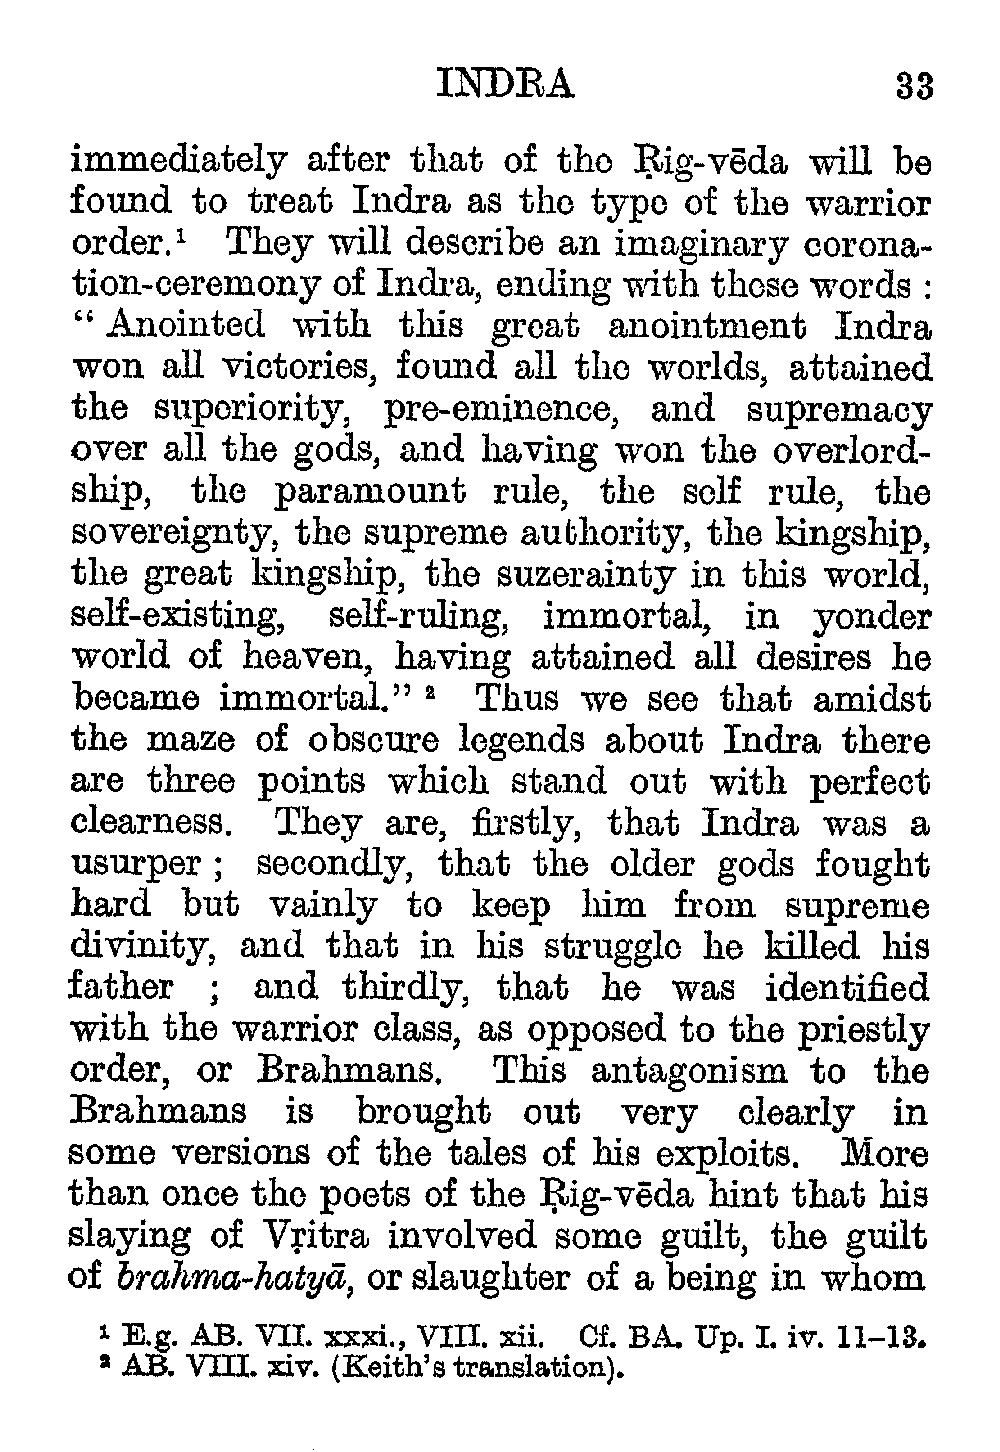 INDRA 33
immediately after that of the Ṛig-vēda will be
found to treat Indra as the type of the warrior
order.¹ They will describe an imaginary corona-
tion-ceremony of Indra, ending with these words :
“ Anointed with this great anointment Indra
won all victories, found all the worlds, attained
the superiority, pre-eminence, and supremacy
over all the gods, and having won the overlord-
ship, the paramount rule, the self rule, the
sovereignty, the supreme authority, the kingship,
the great kingship, the suzerainty in this world,
self-existing, self-ruling, immortal, in yonder
world of heaven, having attained all desires he
became immortal.” ² Thus we see that amidst
the maze of obscure legends about Indra there
are three points which stand out with perfect
clearness. They are, firstly, that Indra was a
usurper ; secondly, that the older gods fought
hard but vainly to keep him from supreme
divinity, and that in his struggle he killed his
father ; and thirdly, that he was identified
with the warrior class, as opposed to the priestly
order, or Brahmans. This antagonism to the
Brahmans is brought out very clearly in
some versions of the tales of his exploits. More
than once the poets of the Ṛig-vēda hint that his
slaying of Vṛitra involved some guilt, the guilt
of brahma-hatyā, or slaughter of a being in whom
¹ E.g. AB. VII. xxxi., VIII. xii. Cf. BA. Up. I. iv. 11–13.
² AB. VIII. xiv. (Keith’s translation).